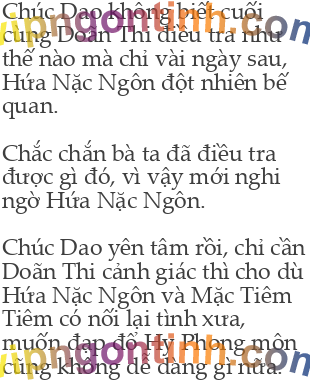 Chúc Dao không biết cuối
cùng Doãn Thi điều tra như
thế nào mà chỉ vài ngày sau,
Hứa Nặc Ngôn đột nhiên bế
quan.
Chắc chắn bà ta đã điều tra
được gì đó, vì vậy mới nghi
ngờ Hứa Nặc Ngôn.
Chúc Dao yên tâm rồi, chỉ cần
Doãn Thi cảnh giác thì cho dù
Hứa Nặc Ngôn và Mặc Tiêm
Tiêm có nối lại tình xưa,
muốn đạp đổ Hy Phong môn
cũng không dễ dàng gì nữa.
vipngontinh.com
vipngontinh.com